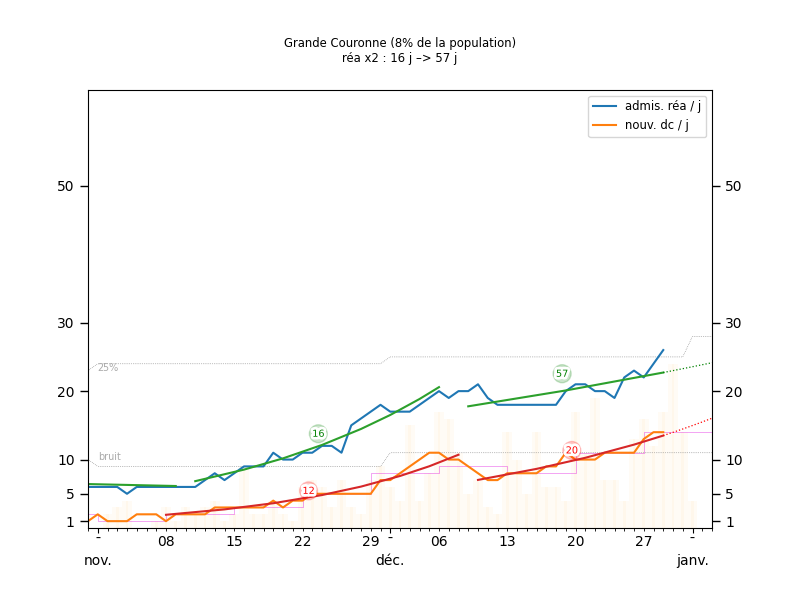 Grande Couronne (8% de la population)
réa x2 : 16 j –> 57 j
admis. réa / j
nouv. dc / j
50 50
30 30
25%
57
20 20
16
20
bruit
10 10
12
5 5
1 1
- 08 15 22 29 - 06 13 20 27 -
nov. déc. janv.